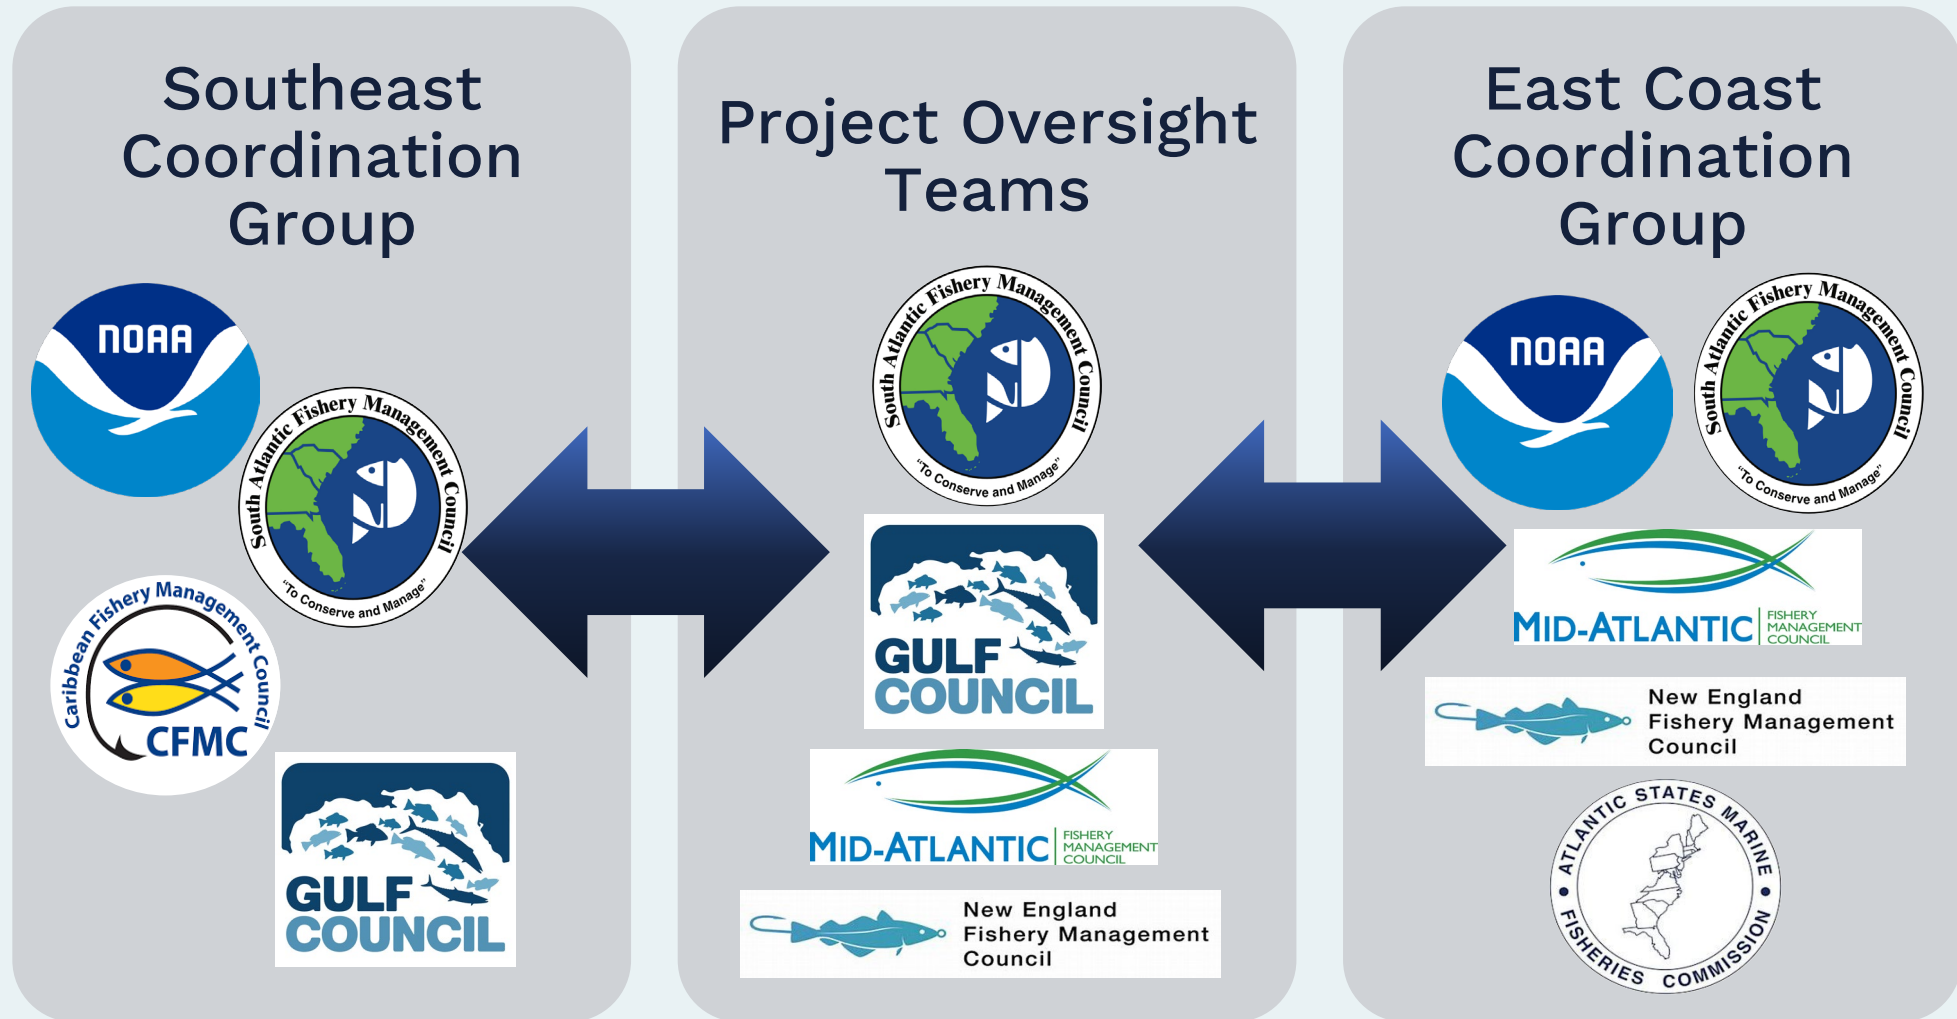 Southeast
Coordination
Group
NOAA
South Atlantic Fishery Management Council
"To Conserve and Manage"
Caribbean Fishery Management Council
CFMC
GULF
COUNCIL
Project Oversight
Teams
South Atlantic Fishery Management Council
"To Conserve and Manage"
GULF
COUNCIL
MID-ATLANTIC
FISHERY
MANAGEMENT
COUNCIL
New England
Fishery Management
Council
East Coast
Coordination
Group
NOAA
South Atlantic Fishery Management Council
"To Conserve and Manage"
MID-ATLANTIC
FISHERY
MANAGEMENT
COUNCIL
New England
Fishery Management
Council
ATLANTIC STATES MARINE
FISHERIES COMMISSION